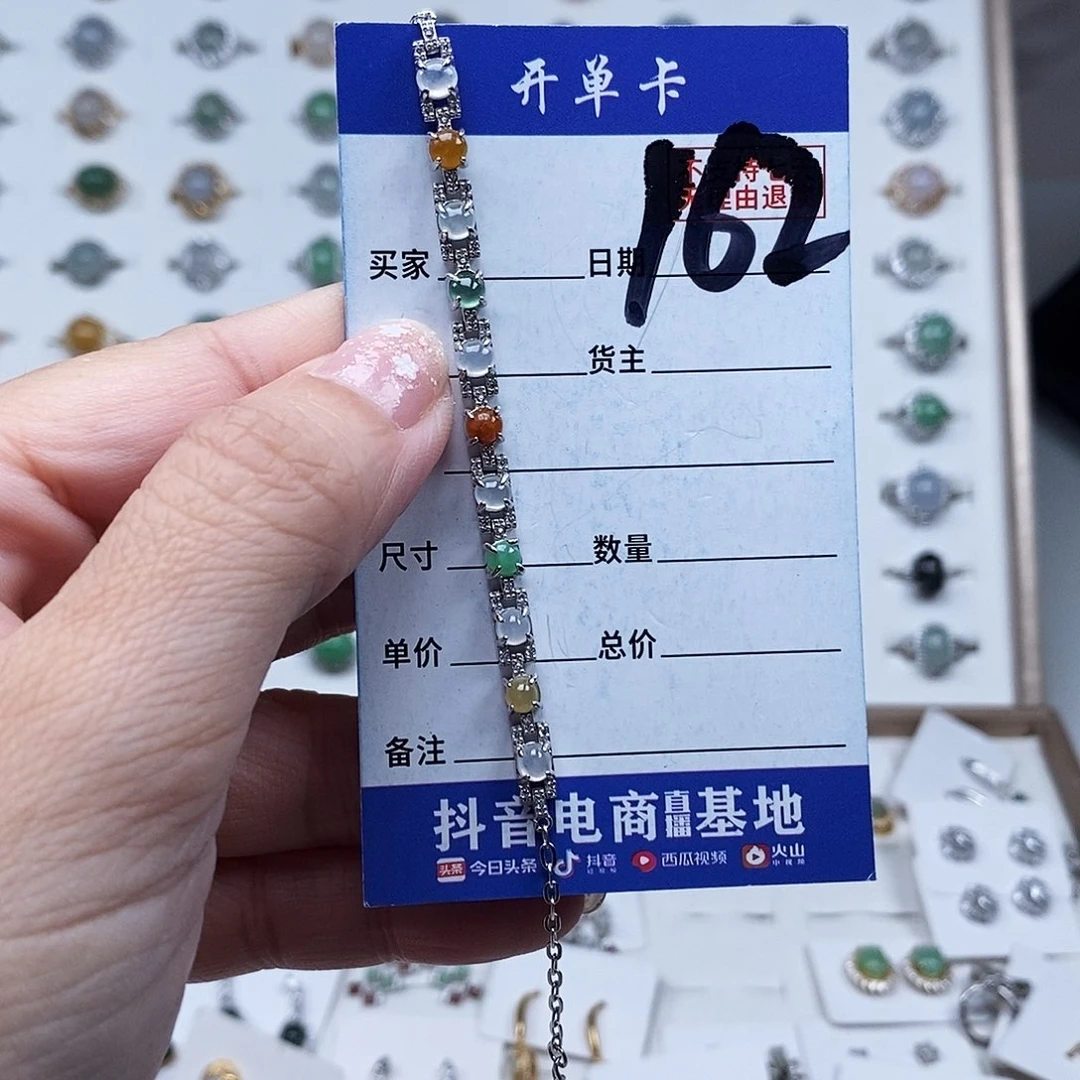 开单卡
162
买家 日期
货主
尺寸 数量
单价 总价
备注
抖音电商直播基地
头条 今日头条 抖音 西瓜视频 火山